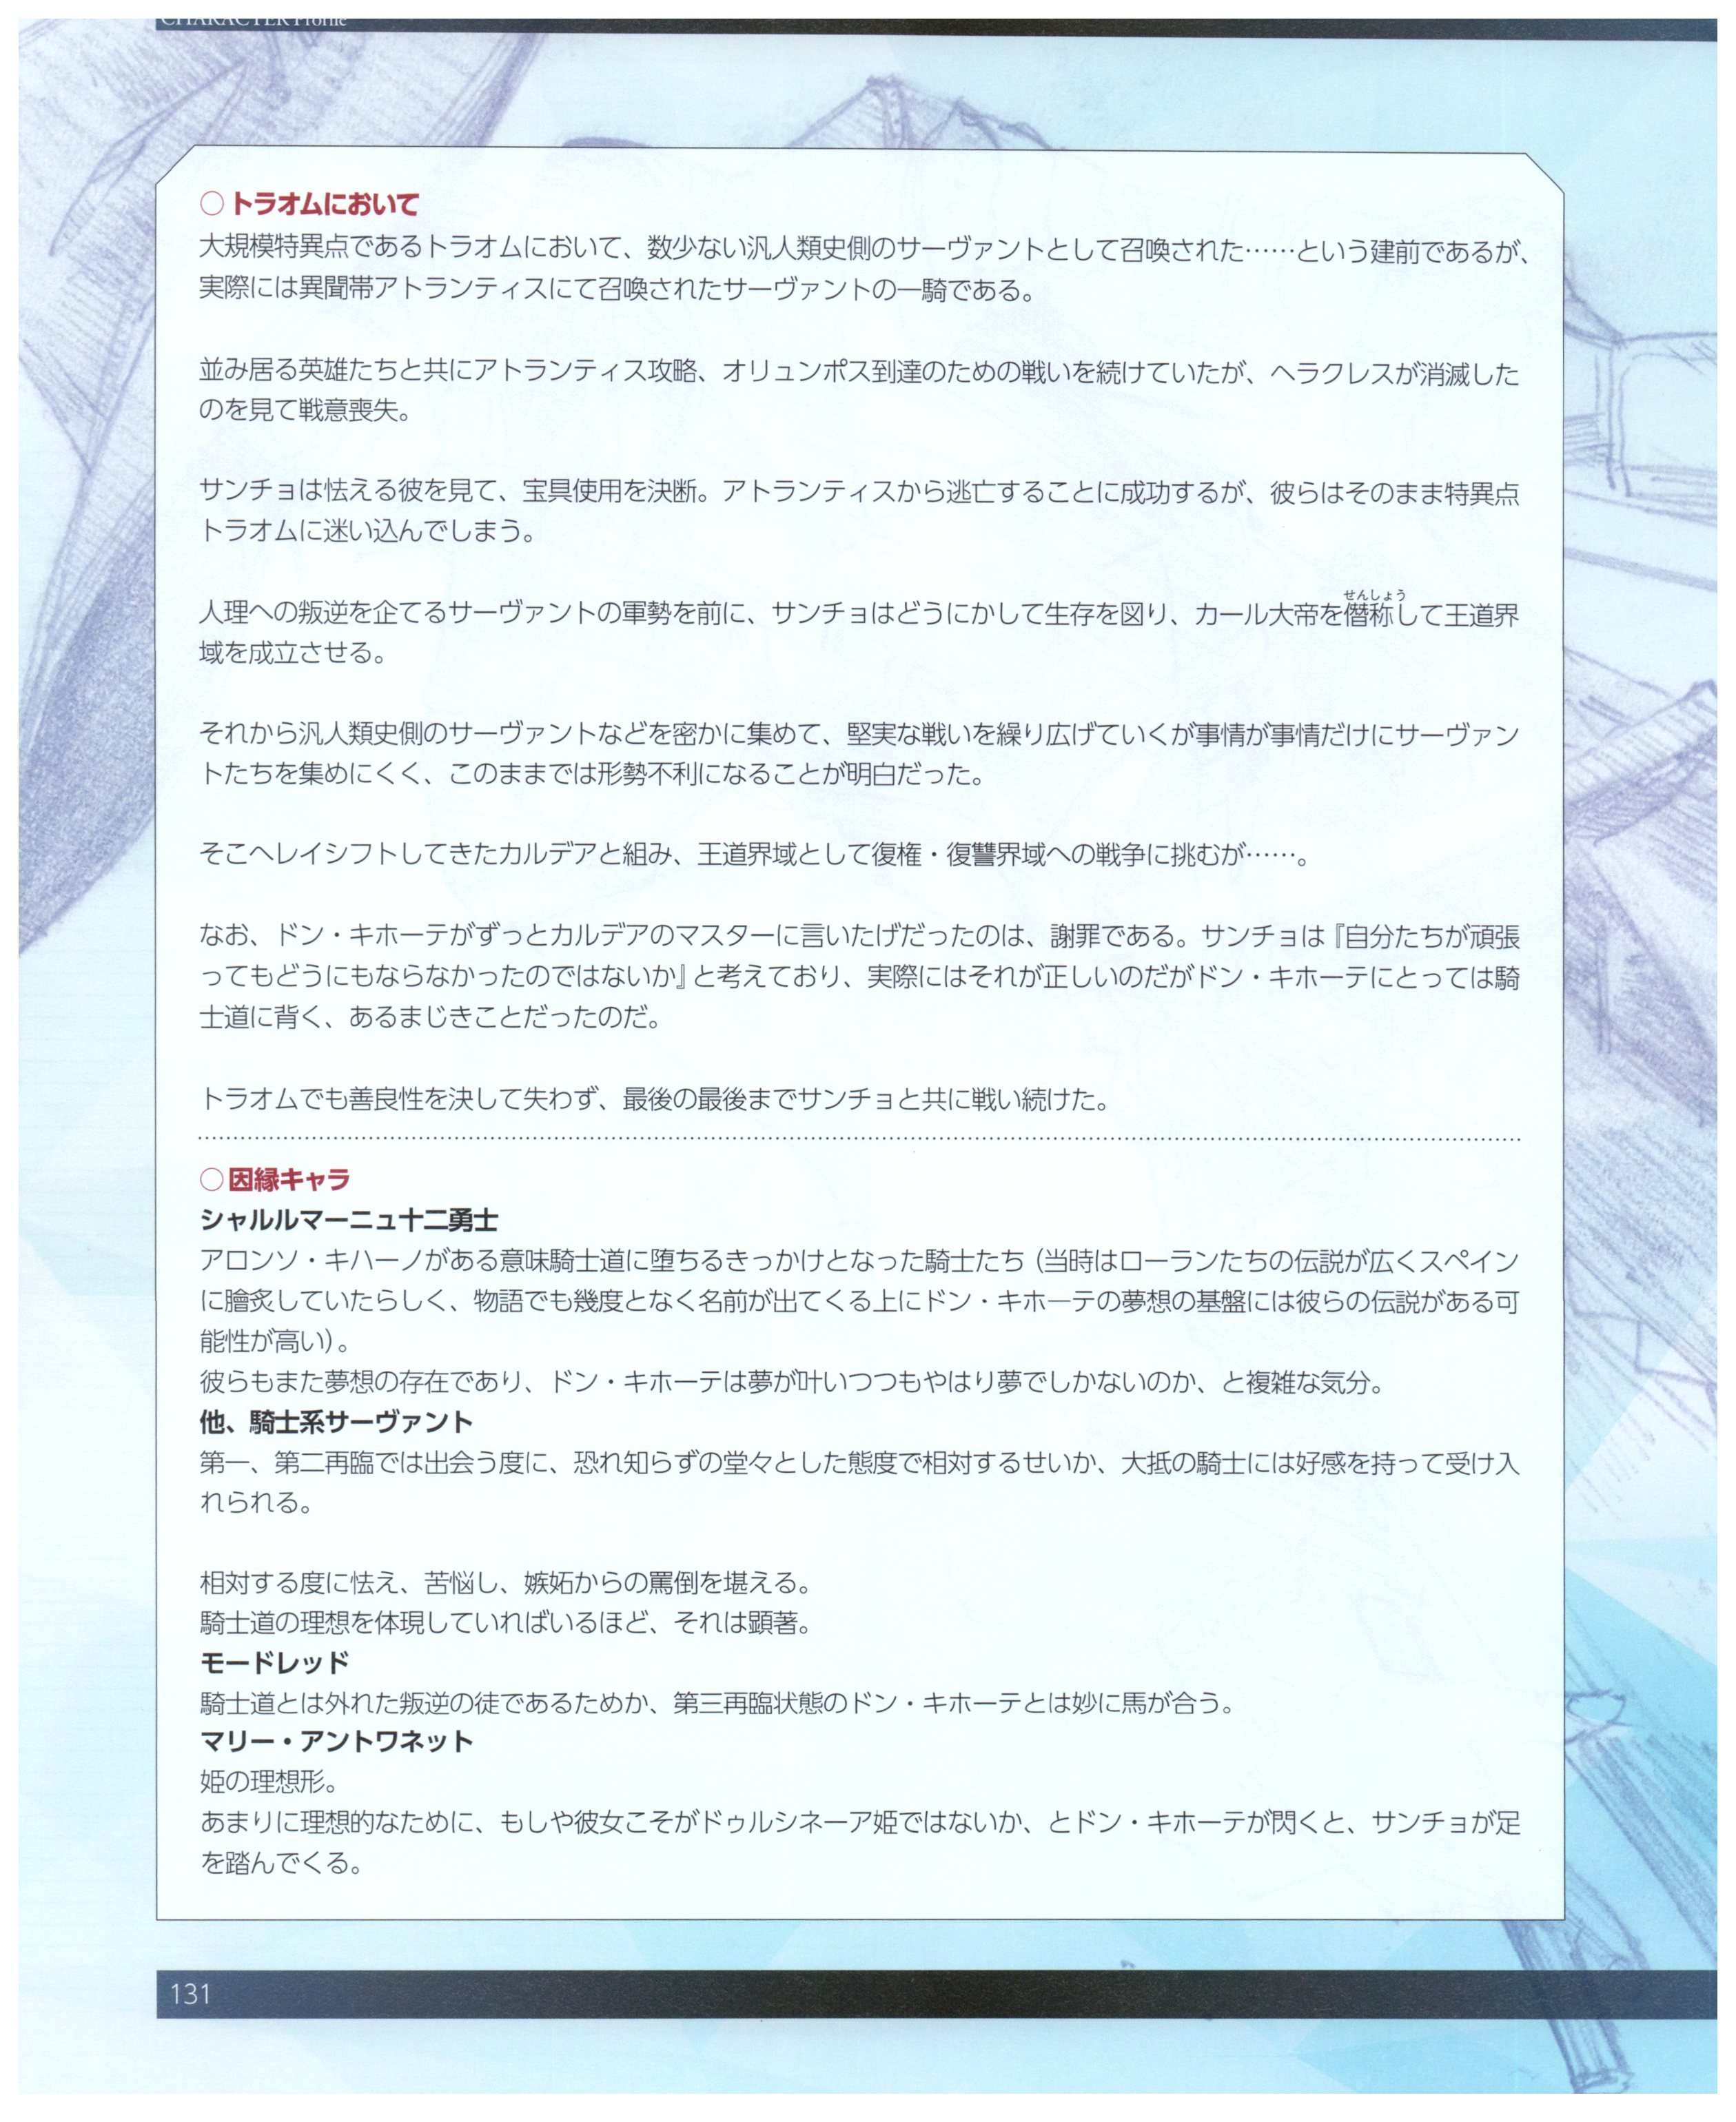 CHARACTER Profile
○トラオムにおいて
大規模特異点であるトラオムにおいて、数少ない汎人類史側のサーヴァントとして召喚された……という建前であるが、
実際には異聞帯アトランティスにて召喚されたサーヴァントの一騎である。
並み居る英雄たちと共にアトランティス攻略、オリュンポス到達のための戦いを続けていたが、ヘラクレスが消滅した
のを見て戦意喪失。
サンチョは怯える彼を見て、宝具使用を決断。アトランティスから逃亡することに成功するが、彼らはそのまま特異点
トラオムに迷い込んでしまう。
せんしょう
人理への叛逆を企てるサーヴァントの軍勢を前に、サンチョはどうにかして生存を図り、カール大帝を僭称して王道界
域を成立させる。
それから汎人類史側のサーヴァントなどを密かに集めて、堅実な戦いを繰り広げていくが事情が事情だけにサーヴァン
トたちを集めにくく、このままでは形勢不利になることが明白だった。
そこへレイシフトしてきたカルデアと組み、王道界域として復権・復讐界域への戦争に挑むが……。
なお、ドン・キホーテがずっとカルデアのマスターに言いたげだったのは、謝罪である。サンチョは『自分たちが頑張
ってもどうにもならなかったのではないか』と考えており、実際にはそれが正しいのだがドン・キホーテにとっては騎
士道に背く、あるまじきことだったのだ。
トラオムでも善良性を決して失わず、最後の最後までサンチョと共に戦い続けた。
○因縁キャラ
シャルルマーニュ十二勇士
アロンソ・キハーノがある意味騎士道に堕ちるきっかけとなった騎士たち（当時はローランたちの伝説が広くスペイン
に膾炙していたらしく、物語でも幾度となく名前が出てくる上にドン・キホーテの夢想の基盤には彼らの伝説がある可
能性が高い）。
彼らもまた夢想の存在であり、ドン・キホーテは夢が叶いつつもやはり夢でしかないのか、と複雑な気分。
他、騎士系サーヴァント
第一、第二再臨では出会う度に、恐れ知らずの堂々とした態度で相対するせいか、大抵の騎士には好感を持って受け入
れられる。
相対する度に怯え、苦悩し、嫉妬からの罵倒を堪える。
騎士道の理想を体現していればいるほど、それは顕著。
モードレッド
騎士道とは外れた叛逆の徒であるためか、第三再臨状態のドン・キホーテとは妙に馬が合う。
マリー・アントワネット
姫の理想形。
あまりに理想的なために、もしや彼女こそがドゥルシネーア姫ではないか、とドン・キホーテが閃くと、サンチョが足
を踏んでくる。
131